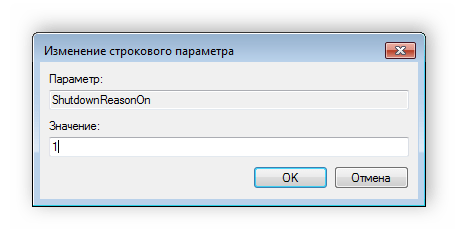 Изменение строкового параметра
Параметр:
ShutdownReasonOn
Значение:
1
OK
Отмена